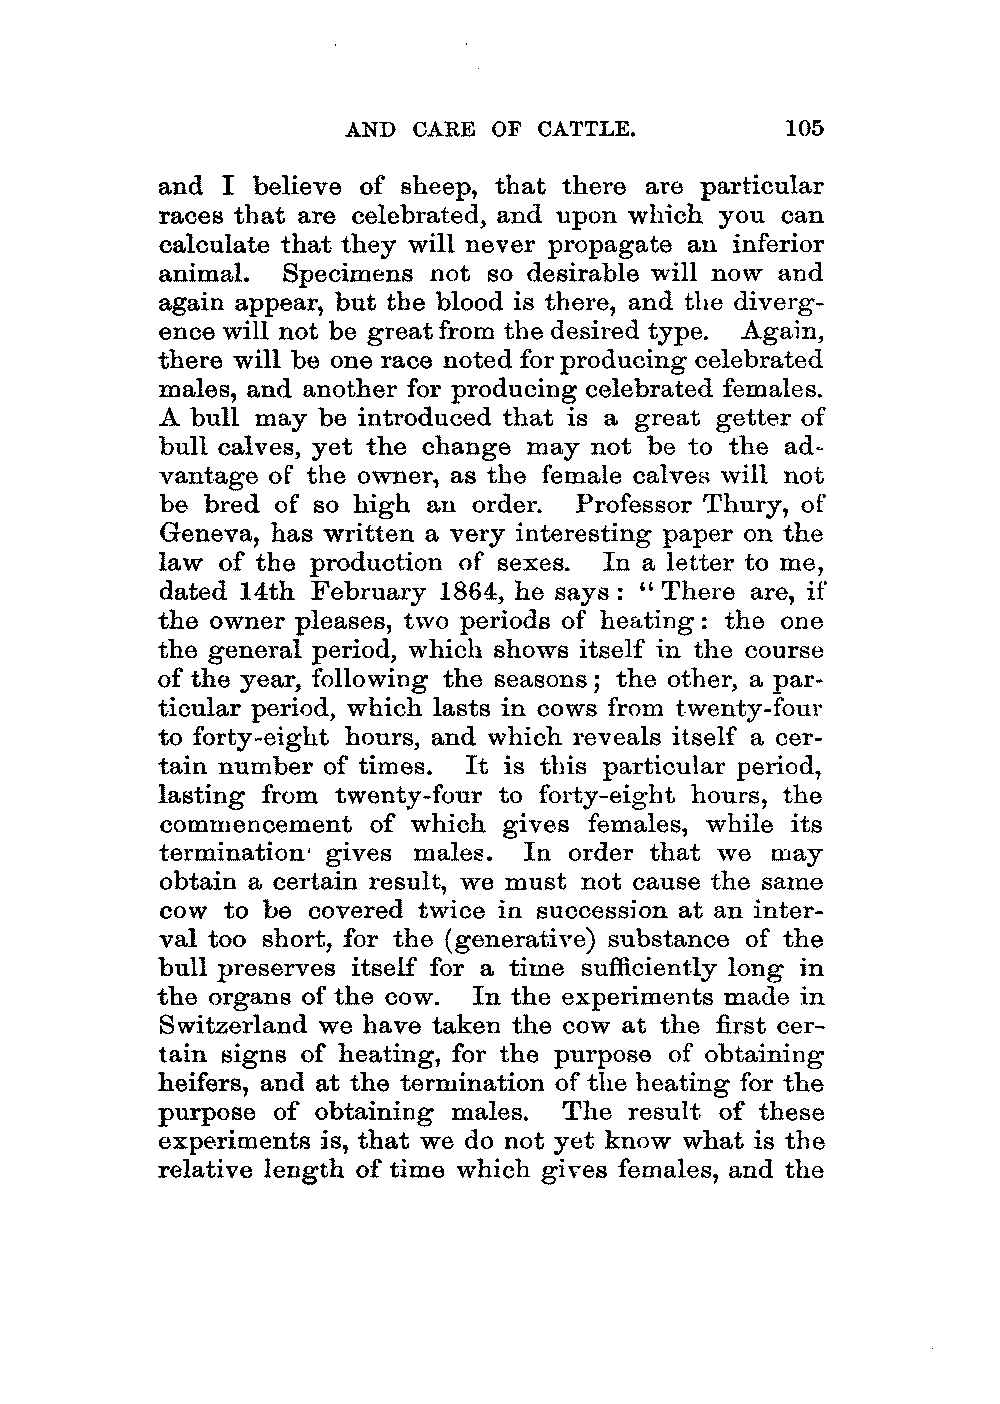 AND CARE OF CATTLE. 105
and I believe of sheep, that there are particular
races that are celebrated, and upon which you can
calculate that they will never propagate an inferior
animal. Specimens not so desirable will now and
again appear, but the blood is there, and the diverg-
ence will not be great from the desired type. Again,
there will be one race noted for producing celebrated
males, and another for producing celebrated females.
A bull may be introduced that is a great getter of
bull calves, yet the change may not be to the ad-
vantage of the owner, as the female calves will not
be bred of so high an order. Professor Thury, of
Geneva, has written a very interesting paper on the
law of the production of sexes. In a letter to me,
dated 14th February 1864, he says: “There are, if
the owner pleases, two periods of heating: the one
the general period, which shows itself in the course
of the year, following the seasons; the other, a par-
ticular period, which lasts in cows from twenty-four
to forty-eight hours, and which reveals itself a cer-
tain number of times. It is this particular period,
lasting from twenty-four to forty-eight hours, the
commencement of which gives females, while its
termination gives males. In order that we may
obtain a certain result, we must not cause the same
cow to be covered twice in succession at an inter-
val too short, for the (generative) substance of the
bull preserves itself for a time sufficiently long in
the organs of the cow. In the experiments made in
Switzerland we have taken the cow at the first cer-
tain signs of heating, for the purpose of obtaining
heifers, and at the termination of the heating for the
purpose of obtaining males. The result of these
experiments is, that we do not yet know what is the
relative length of time which gives females, and the